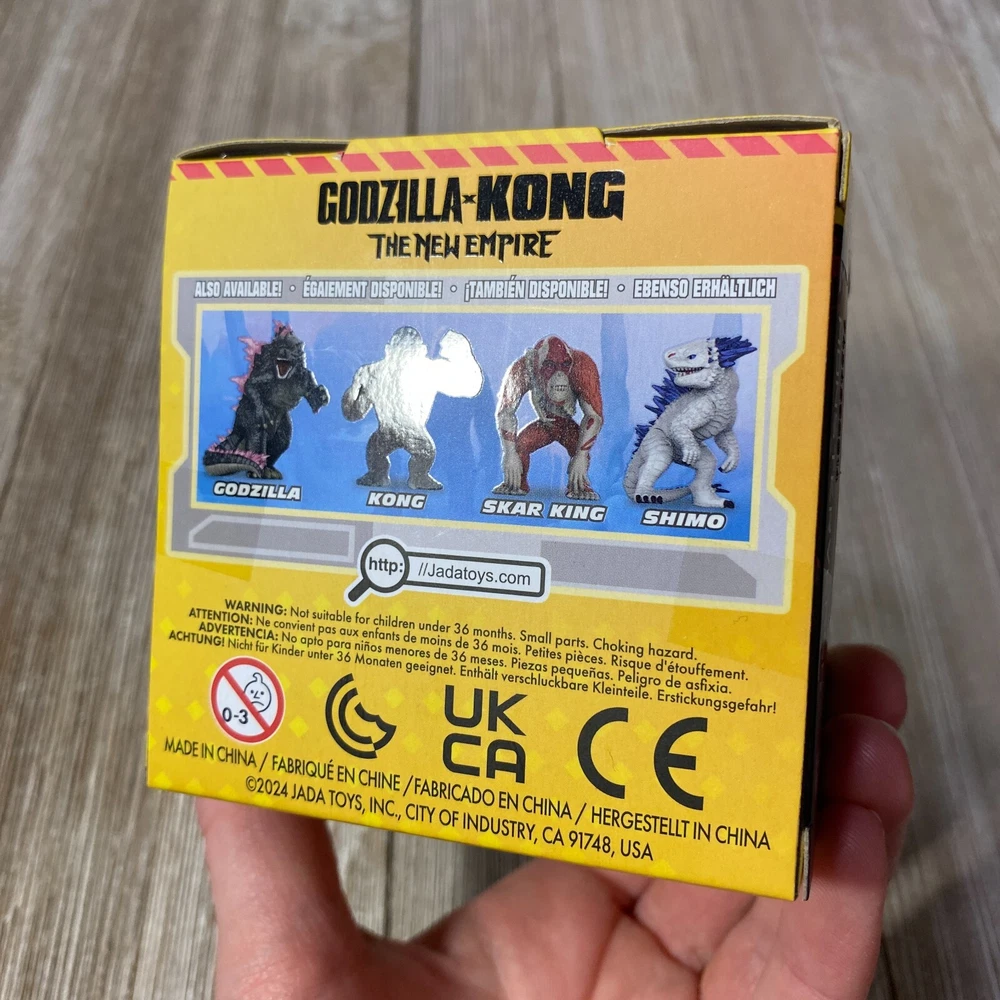 GODZILLA x KONG
THE NEW EMPIRE
ALSO AVAILABLE! • ÉGAIEMENT DISPONIBLE! • ¡TAMBIÉN DISPONIBLE! • EBENSO ERHÄLTLICH
GODZILLA
KONG
SKAR KING
SHIMO
http: //Jadatoys.com
WARNING: Not suitable for children under 36 months. Small parts. Choking hazard.
ATTENTION: Ne convient pas aux enfants de moins de 36 mois. Petites pièces. Risque d'étouffement.
ADVERTENCIA: No apto para niños menores de 36 meses. Piezas pequeñas. Peligro de asfixia.
ACHTUNG! Nicht für Kinder unter 36 Monaten geeignet. Enthält verschluckbare Kleinteile. Erstickungsgefahr!
0-3
UK
CA
CE
MADE IN CHINA / FABRIQUÉ EN CHINE / FABRICADO EN CHINA / HERGESTELLT IN CHINA
©2024 JADA TOYS, INC., CITY OF INDUSTRY, CA 91748, USA